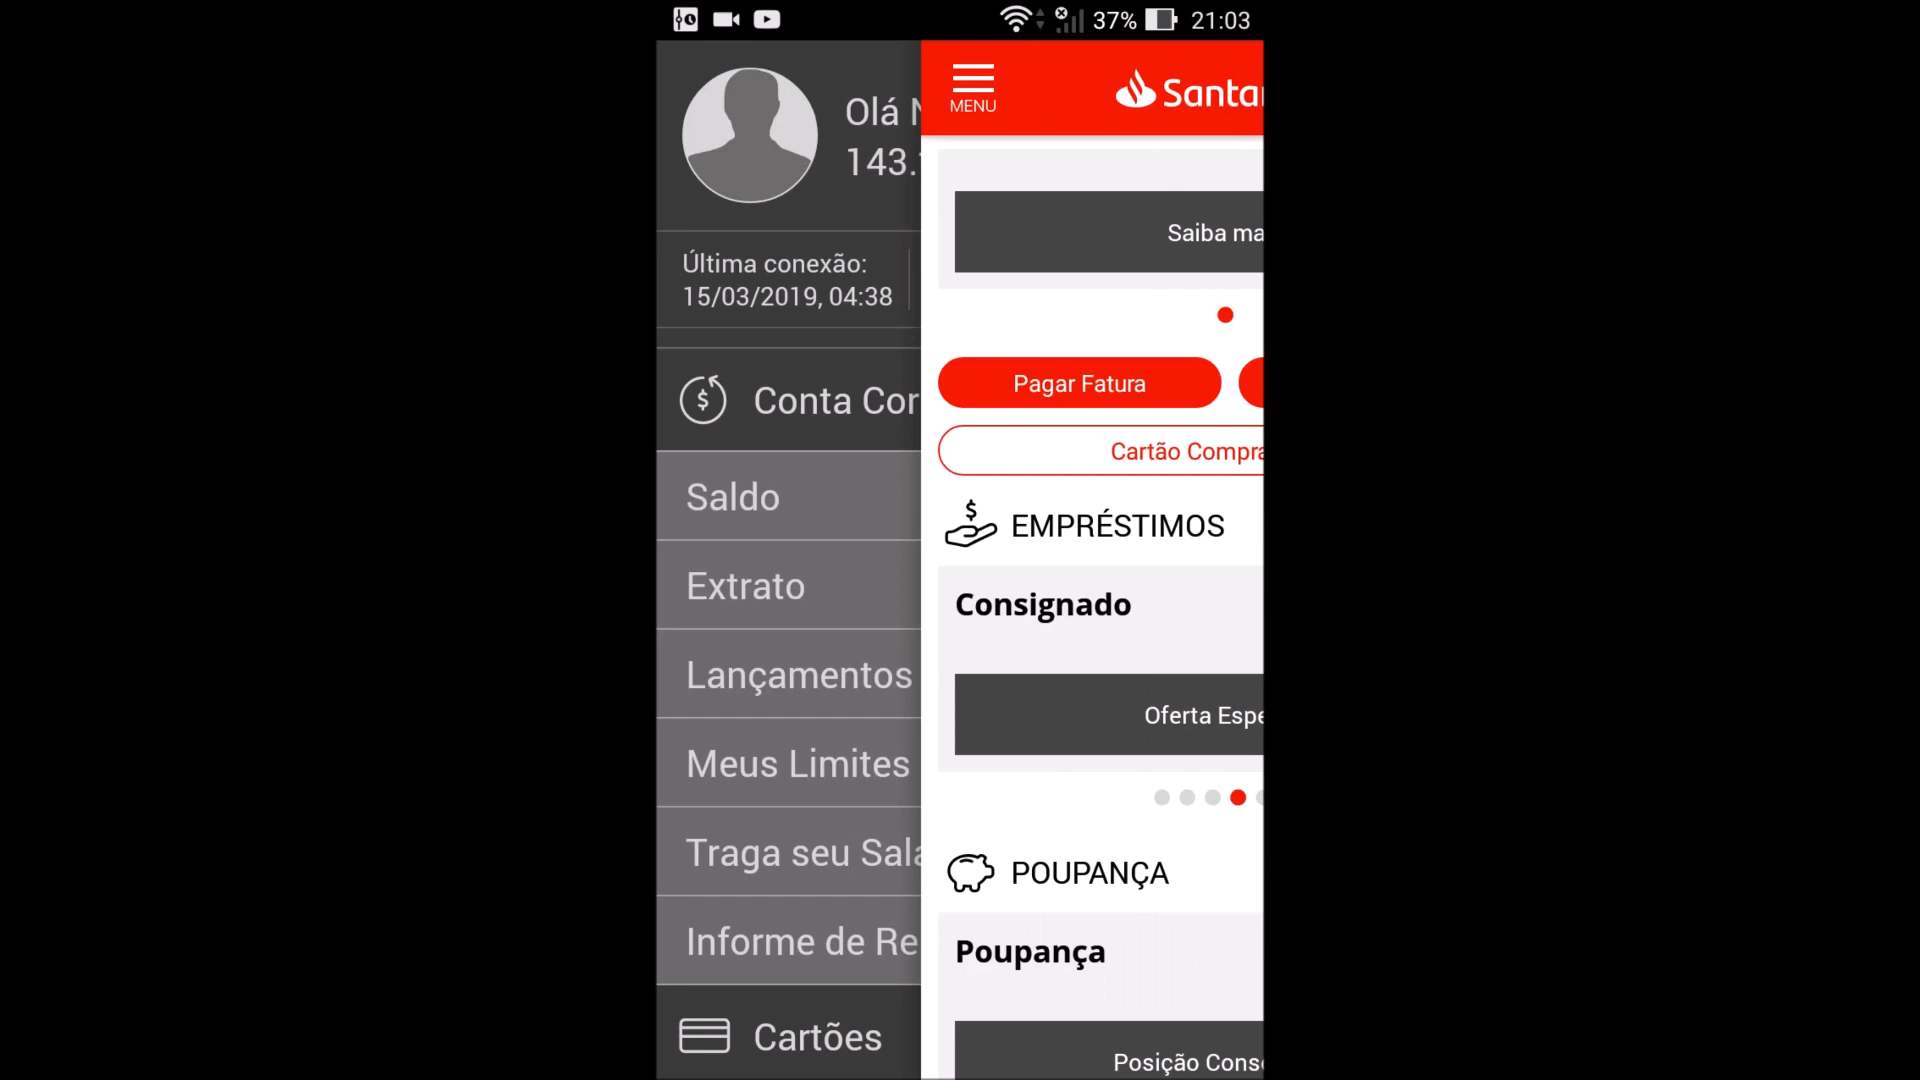 37% 21:03
Olá
143.
Última conexão:
15/03/2019, 04:38
Conta Cor
Saldo
Extrato
Lançamentos
Meus Limites
Traga seu Sala
Informe de Re
Cartões
MENU
Santa
Saiba ma
Pagar Fatura
Cartão Compra
$
EMPRÉSTIMOS
Consignado
Oferta Espe
POUPANÇA
Poupança
Posição Cons